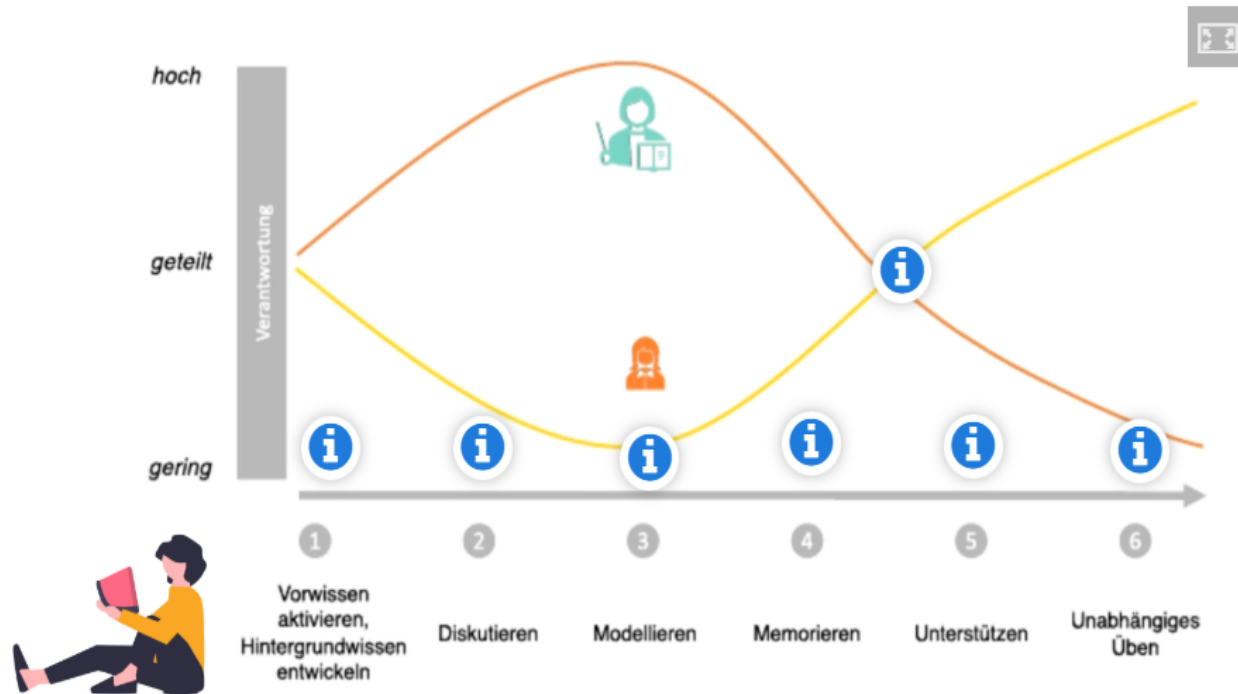 hoch
geteilt
gering
Verantwortung
1
2
3
4
5
6
Vorwissen
aktivieren,
Hintergrundwissen
entwickeln
Diskutieren
Modellieren
Memorieren
Unterstützen
Unabhängiges
Üben